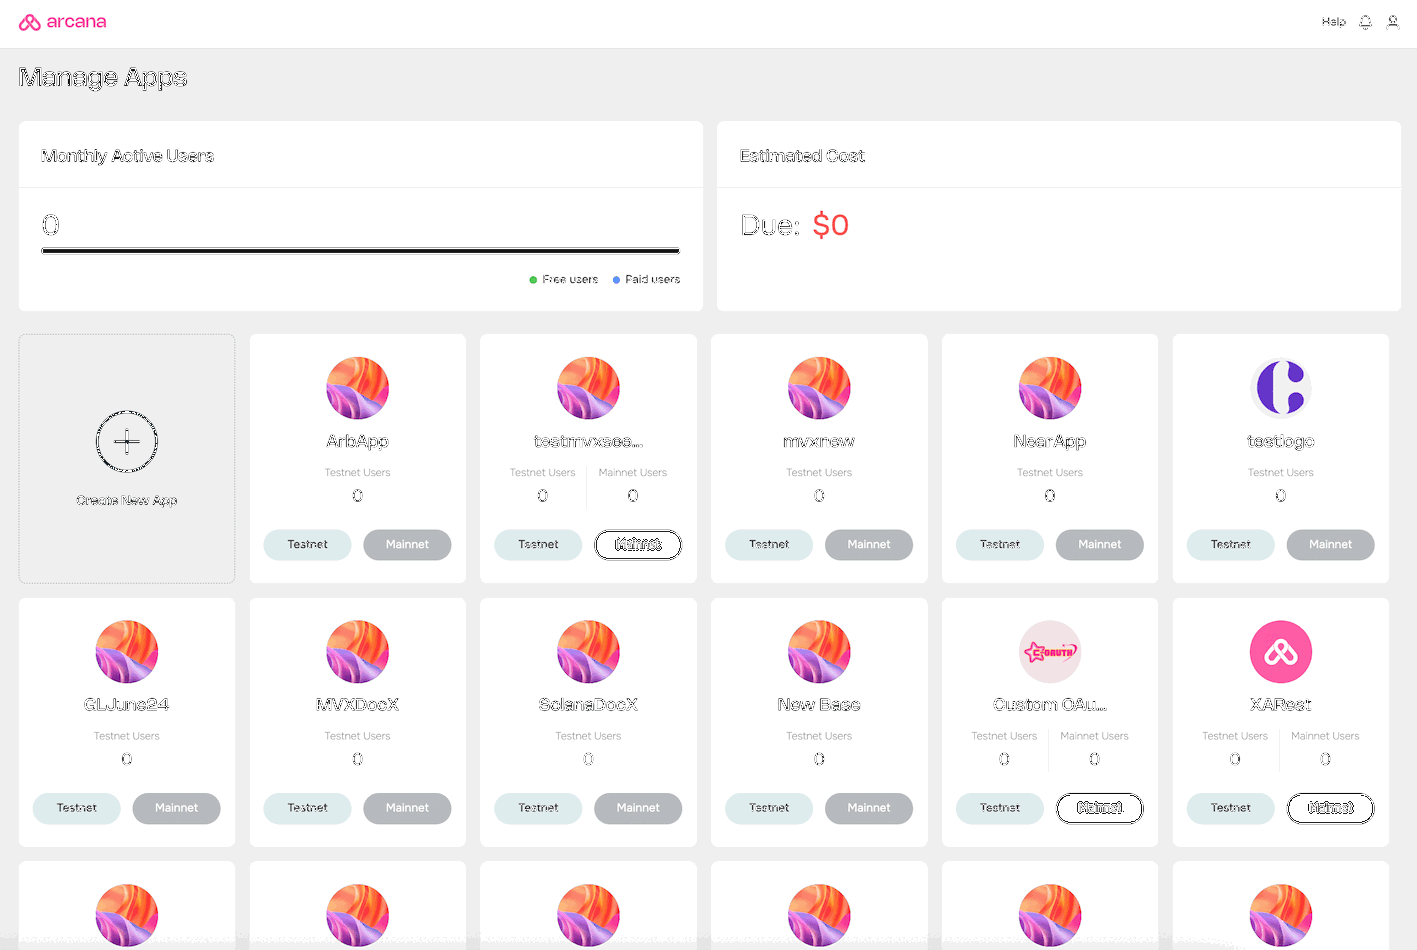 arcana
Help
Manage Apps
Monthly Active Users
Estimated Cost
0
Due: $0
Free users Paid users
Create New App
ArbApp
Testnet Users
0
Testnet Mainnet
testmvxsee...
Testnet Users Mainnet Users
0 0
Testnet Mainnet
mvxnew
Testnet Users
0
Testnet Mainnet
NearApp
Testnet Users
0
Testnet Mainnet
testlogo
Testnet Users
0
Testnet Mainnet
GLJune24
Testnet Users
0
Testnet Mainnet
MVXDocX
Testnet Users
0
Testnet Mainnet
SolanaDocX
Testnet Users
0
Testnet Mainnet
New Base
Testnet Users
0
Testnet Mainnet
Custom OAu...
Testnet Users Mainnet Users
0 0
Testnet Mainnet
XARest
Testnet Users Mainnet Users
0 0
Testnet Mainnet